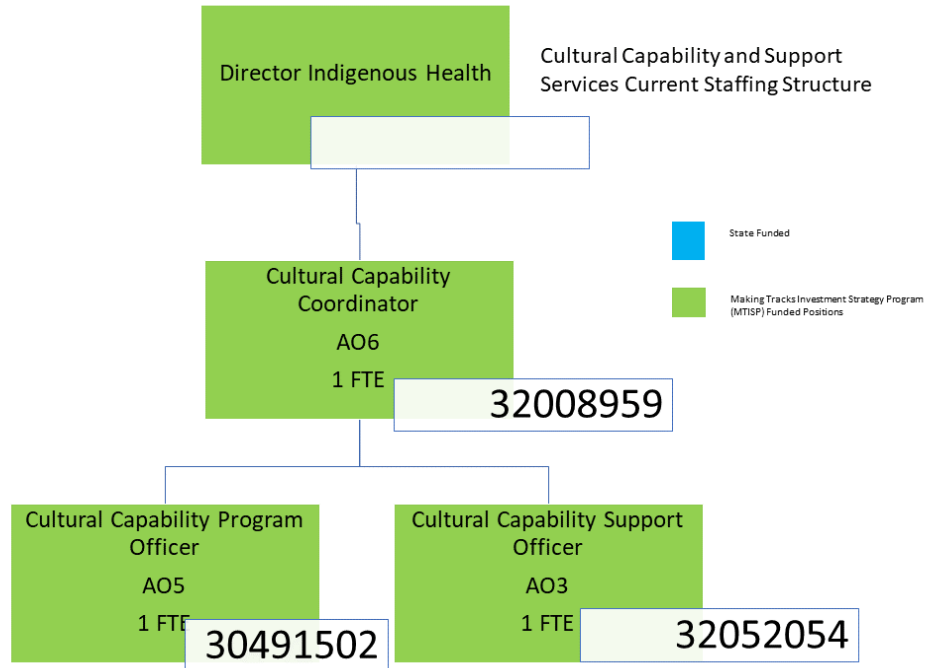 Director Indigenous Health
Cultural Capability and Support
Services Current Staffing Structure
State Funded
Making Tracks Investment Strategy Program
(MTISP) Funded Positions
Cultural Capability
Coordinator
AO6
1 FTE
32008959
Cultural Capability Program
Officer
AO5
1 FTE
30491502
Cultural Capability Support
Officer
AO3
1 FTE
32052054